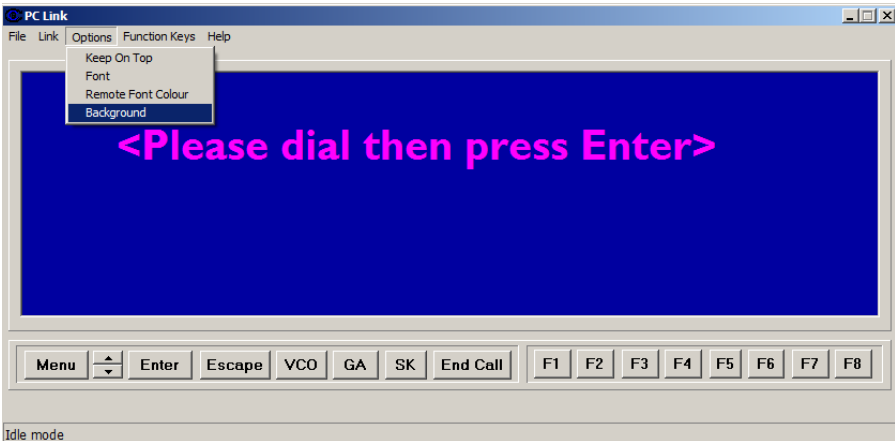 PC Link
File Link Options Function Keys Help
Keep On Top
Font
Remote Font Colour
Background
<Please dial then press Enter>
Menu Enter Escape VCO GA SK End Call F1 F2 F3 F4 F5 F6 F7 F8
Idle mode